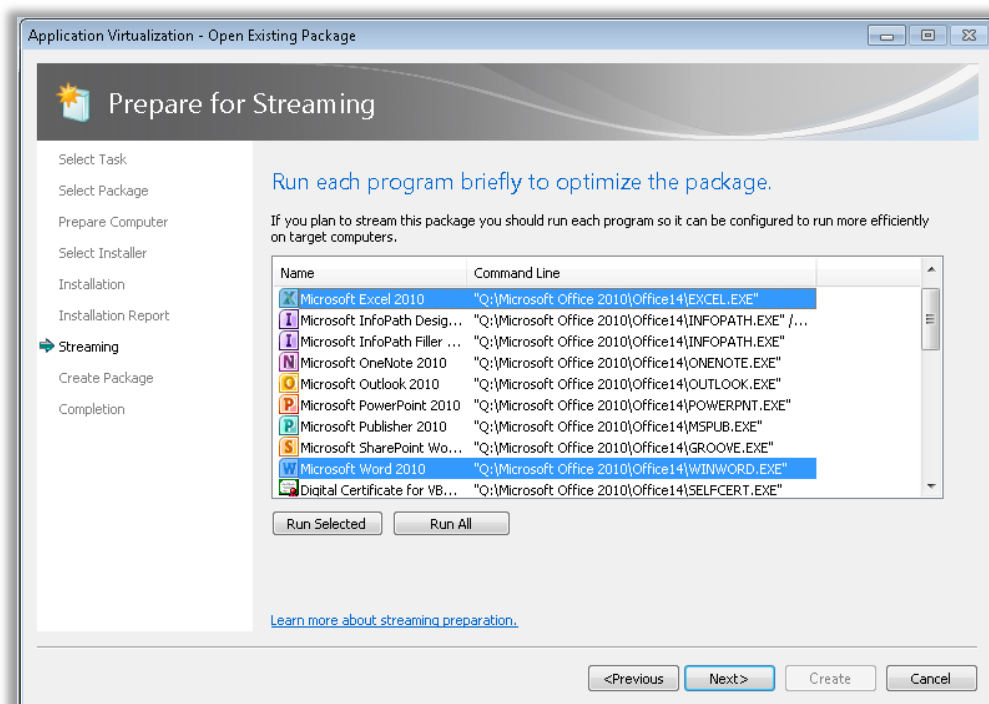 Application Virtualization - Open Existing Package
Prepare for Streaming
Select Task
Select Package
Prepare Computer
Select Installer
Installation
Installation Report
Streaming
Create Package
Completion
Run each program briefly to optimize the package.
If you plan to stream this package you should run each program so it can be configured to run more efficiently
on target computers.
Name Command Line
Microsoft Excel 2010 "Q:\Microsoft Office 2010\Office14\EXCEL.EXE"
Microsoft InfoPath Desig... "Q:\Microsoft Office 2010\Office14\INFOPATH.EXE" /...
Microsoft InfoPath Filler ... "Q:\Microsoft Office 2010\Office14\INFOPATH.EXE"
Microsoft OneNote 2010 "Q:\Microsoft Office 2010\Office14\ONENOTE.EXE"
Microsoft Outlook 2010 "Q:\Microsoft Office 2010\Office14\OUTLOOK.EXE"
Microsoft PowerPoint 2010 "Q:\Microsoft Office 2010\Office14\POWERPNT.EXE"
Microsoft Publisher 2010 "Q:\Microsoft Office 2010\Office14\MSPUB.EXE"
Microsoft SharePoint Wo... "Q:\Microsoft Office 2010\Office14\GROOVE.EXE"
Microsoft Word 2010 "Q:\Microsoft Office 2010\Office14\WINWORD.EXE"
Digital Certificate for VB... "Q:\Microsoft Office 2010\Office14\SELFCERT.EXE"
Run Selected Run All
Learn more about streaming preparation.
<Previous Next> Create Cancel